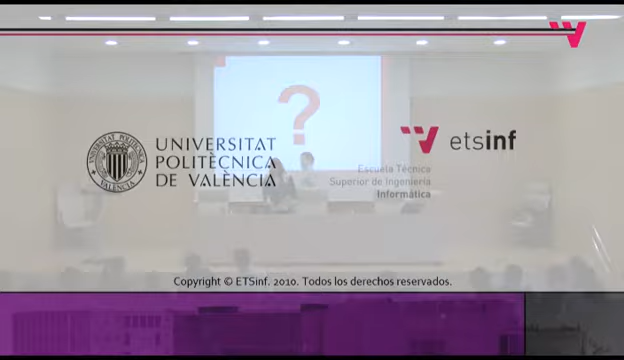 ?
UNIVERSITAT
POLITÈCNICA
DE VALÈNCIA
etsinf
Escuela Técnica
Superior de Ingeniería
Informática
Copyright © ETSinf. 2010. Todos los derechos reservados.